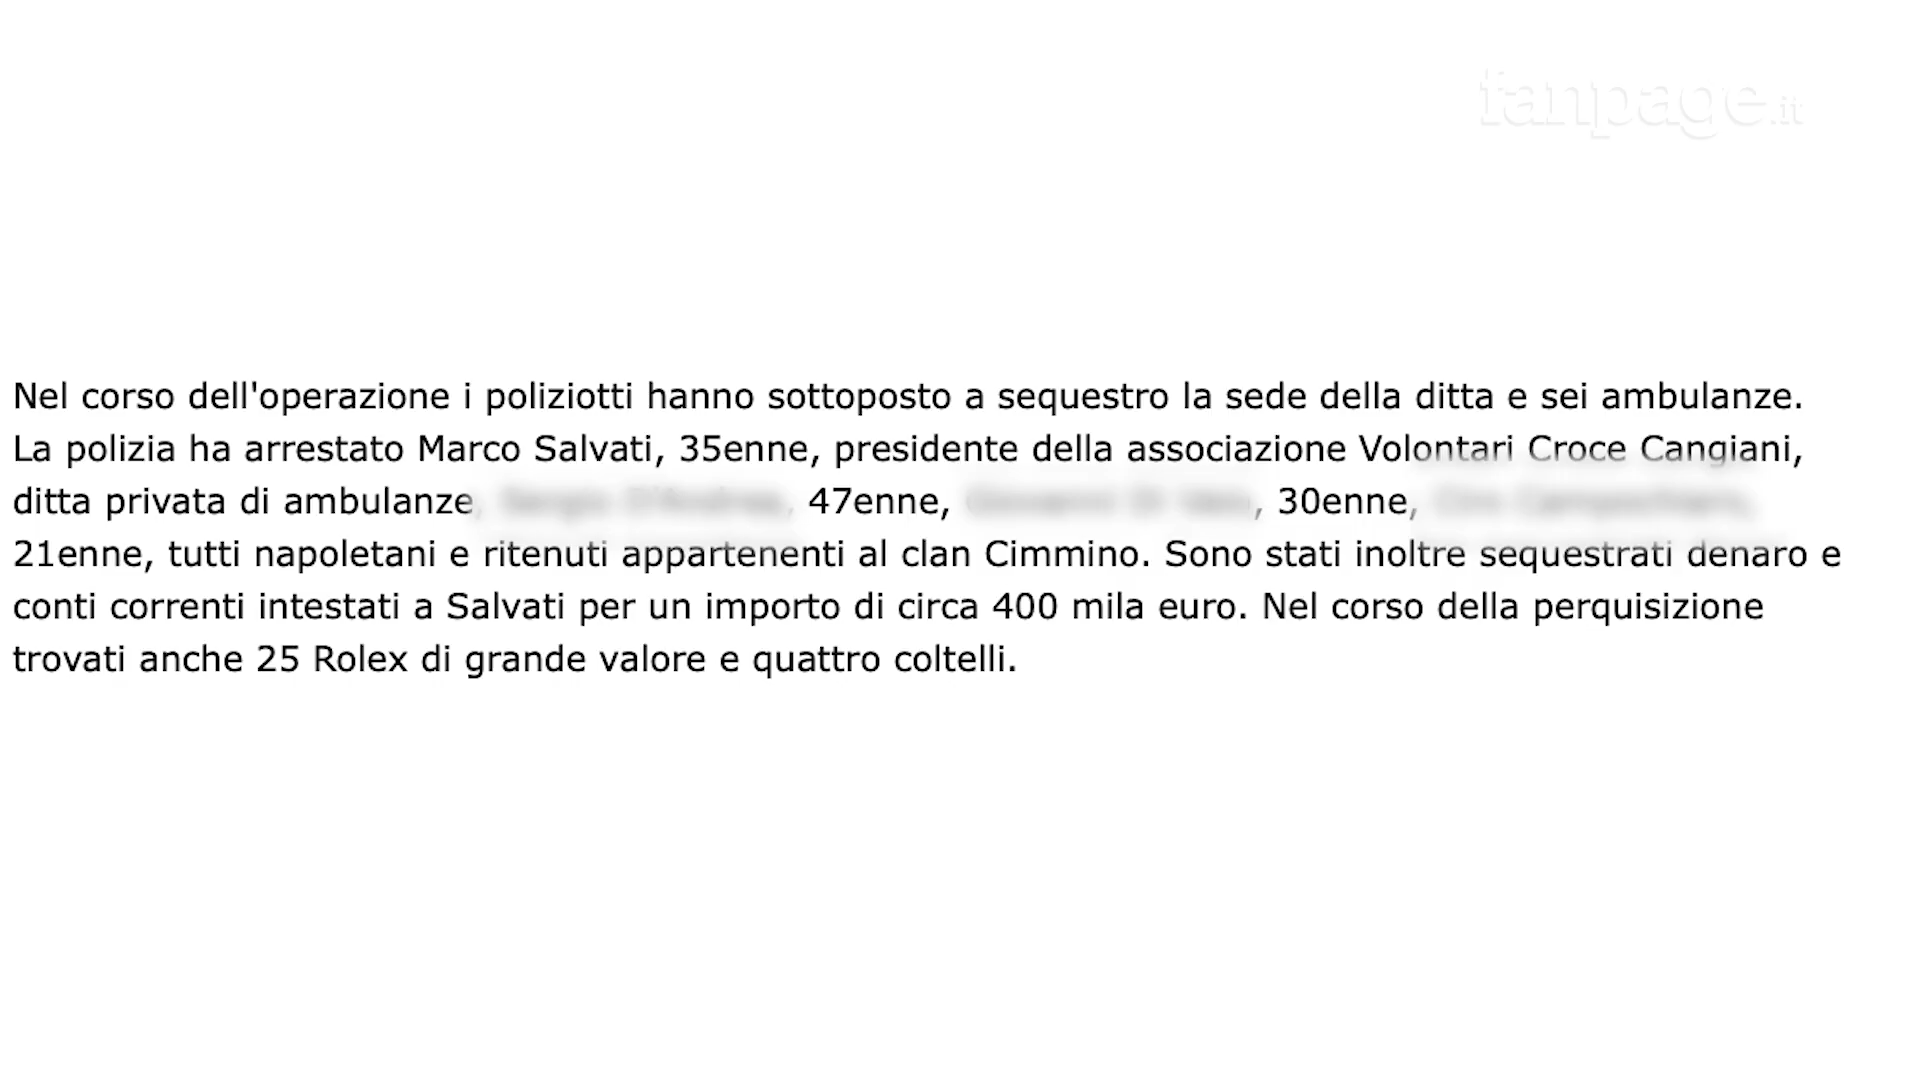 fanpage.it
Nel corso dell'operazione i poliziotti hanno sottoposto a sequestro la sede della ditta e sei ambulanze.
La polizia ha arrestato Marco Salvati, 35enne, presidente della associazione Volontari Croce Cangiani,
ditta privata di ambulanze, , 47enne, , 30enne,
21enne, tutti napoletani e ritenuti appartenenti al clan Cimmino. Sono stati inoltre sequestrati denaro e
conti correnti intestati a Salvati per un importo di circa 400 mila euro. Nel corso della perquisizione
trovati anche 25 Rolex di grande valore e quattro coltelli.